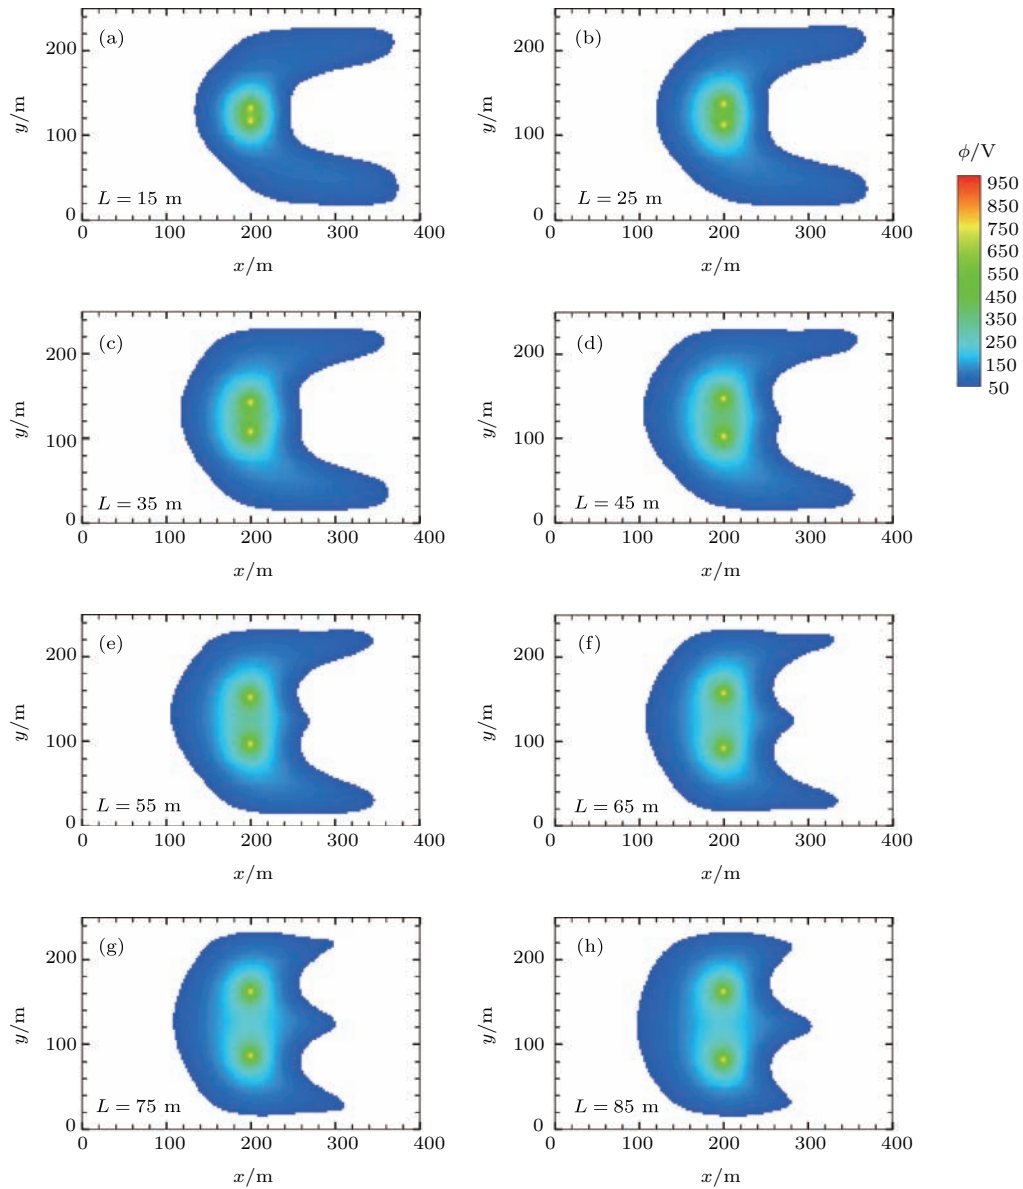 (a)
(b)
200
100
0
y/m
L = 15 m
L = 25 m
0 100 200 300 400
0 100 200 300 400
x/m
x/m
ϕ/V
950
850
750
650
550
450
350
250
150
50
(c)
(d)
200
100
0
y/m
200
100
0
y/m
L = 35 m
L = 45 m
0 100 200 300 400
0 100 200 300 400
x/m
x/m
(e)
(f)
200
100
0
y/m
200
100
0
y/m
L = 55 m
L = 65 m
0 100 200 300 400
0 100 200 300 400
x/m
x/m
(g)
(h)
200
100
0
y/m
200
100
0
y/m
L = 75 m
L = 85 m
0 100 200 300 400
0 100 200 300 400
x/m
x/m
200
100
0
y/m